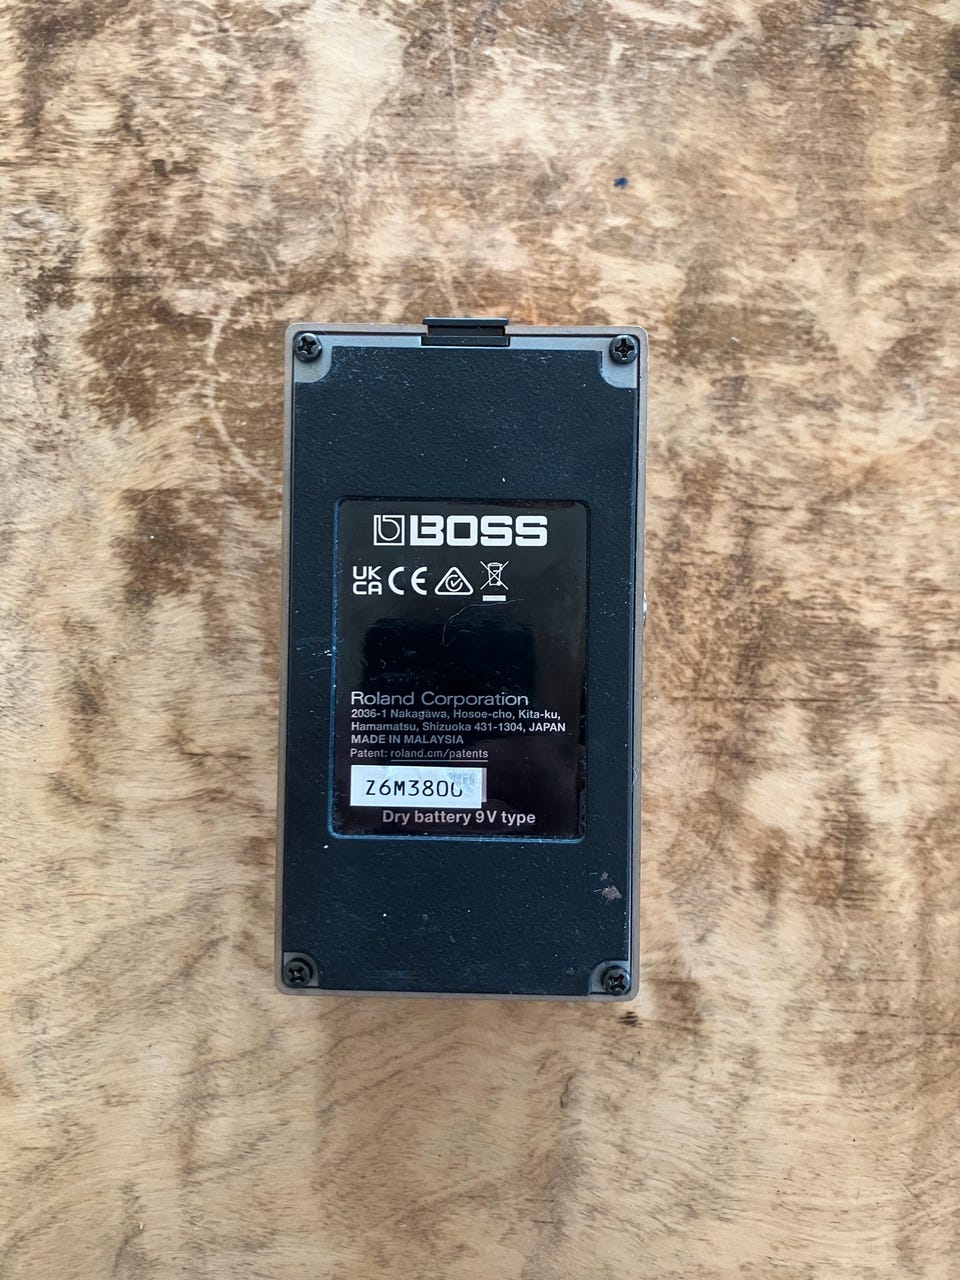 BOSS
UK
CA CE
Roland Corporation
2036-1 Nakagawa, Hosoe-cho, Kita-ku,
Hamamatsu, Shizuoka 431-1304, JAPAN
MADE IN MALAYSIA
Patent: roland.cm/patents
Dry battery 9V type